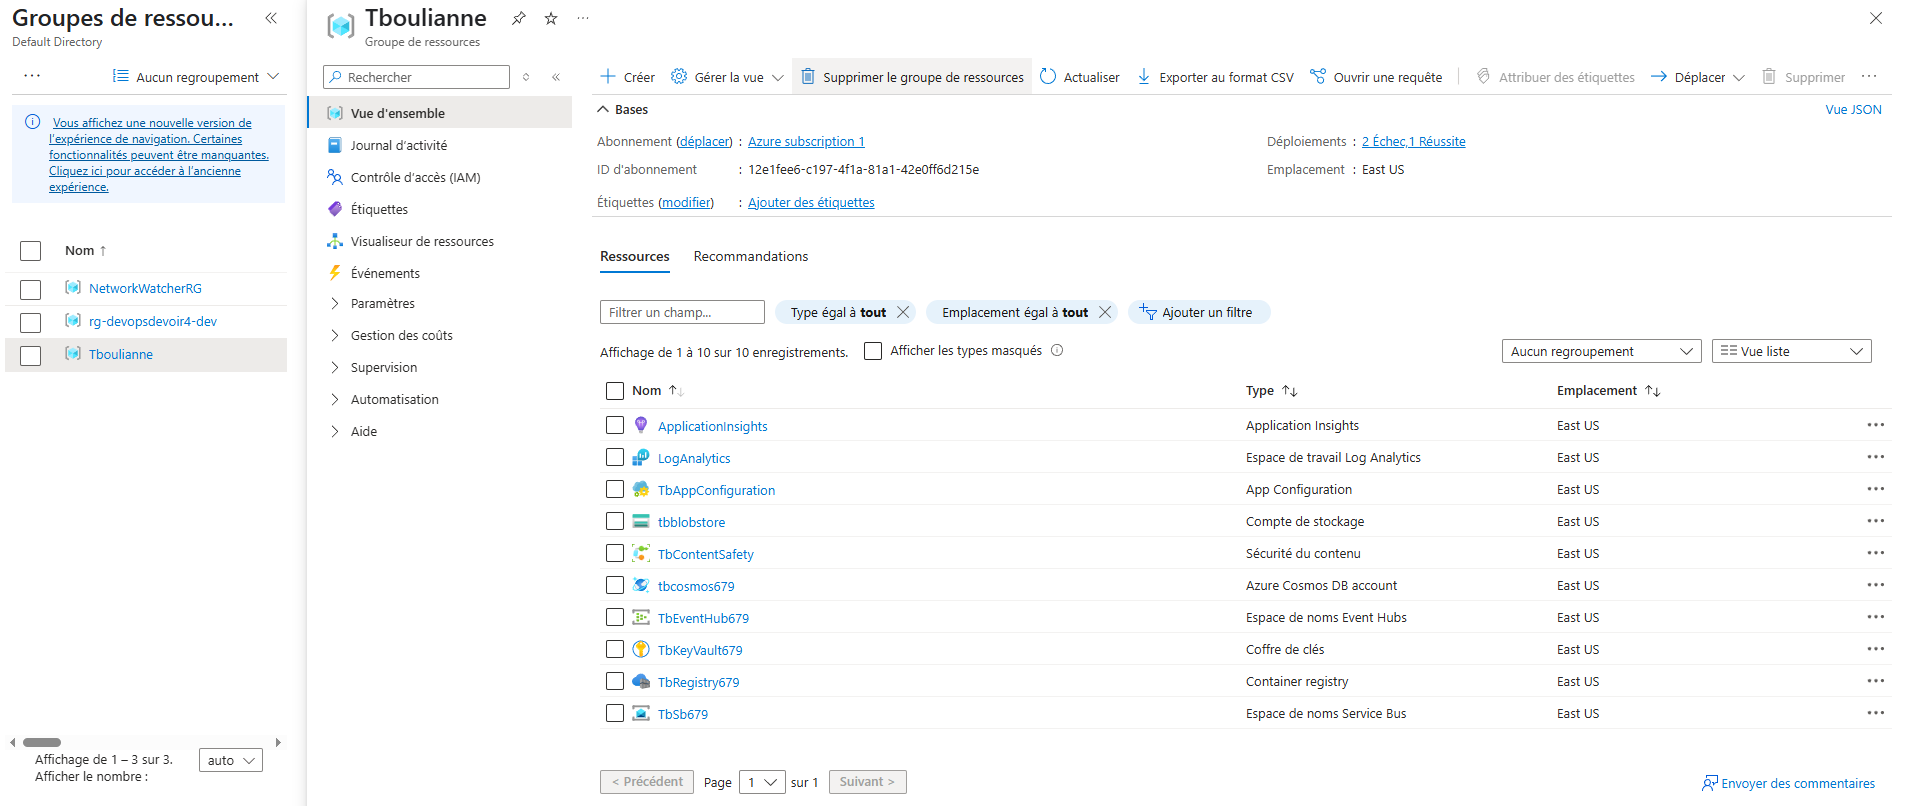 Groupes de ressou...
Default Directory
Aucun regroupement
Vous affichez une nouvelle version de
l'expérience de navigation. Certaines
fonctionnalités peuvent être manquantes.
Cliquez ici pour accéder à l'ancienne
expérience.
Nom ↑
NetworkWatcherRG
rg-devopsdevoir4-dev
Tboulianne
Affichage de 1 – 3 sur 3.
Afficher le nombre :
auto
Tboulianne
Groupe de ressources
Rechercher
Vue d'ensemble
Journal d'activité
Contrôle d'accès (IAM)
Étiquettes
Visualiseur de ressources
Événements
Paramètres
Gestion des coûts
Supervision
Automatisation
Aide
Créer Gérer la vue Supprimer le groupe de ressources Actualiser Exporter au format CSV Ouvrir une requête Attribuer des étiquettes Déplacer Supprimer
Bases Vue JSON
Abonnement (déplacer) : Azure subscription 1 Déploiements : 2 Échec,1 Réussite
ID d'abonnement : 12e1fee6-c197-4f1a-81a1-42e0ff6d215e Emplacement : East US
Étiquettes (modifier) : Ajouter des étiquettes
Ressources Recommandations
Filtrer un champ... Type égal à tout Emplacement égal à tout Ajouter un filtre
Affichage de 1 à 10 sur 10 enregistrements. Afficher les types masqués Aucun regroupement Vue liste
Nom ↑↓ Type ↑↓ Emplacement ↑↓
ApplicationInsights Application Insights East US
LogAnalytics Espace de travail Log Analytics East US
TbAppConfiguration App Configuration East US
tbblobstore Compte de stockage East US
TbContentSafety Sécurité du contenu East US
tbcosmos679 Azure Cosmos DB account East US
TbEventHub679 Espace de noms Event Hubs East US
TbKeyVault679 Coffre de clés East US
TbRegistry679 Container registry East US
TbSb679 Espace de noms Service Bus East US
< Précédent Page 1 sur 1 Suivant >
Envoyer des commentaires